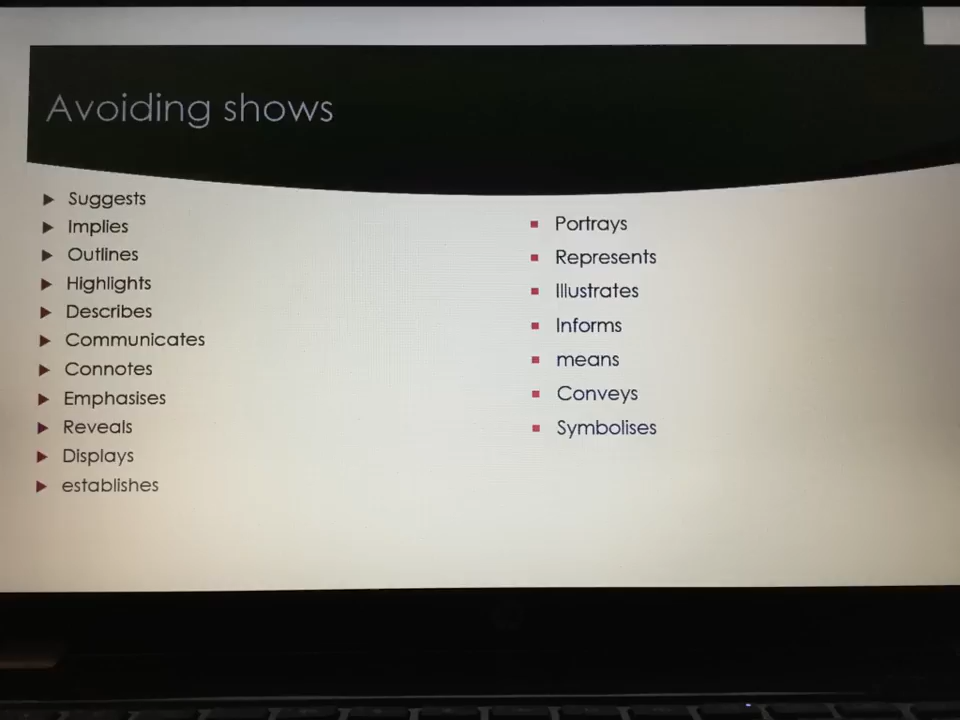 Avoiding shows
Suggests
Implies
Outlines
Highlights
Describes
Communicates
Connotes
Emphasises
Reveals
Displays
establishes
Portrays
Represents
Illustrates
Informs
means
Conveys
Symbolises